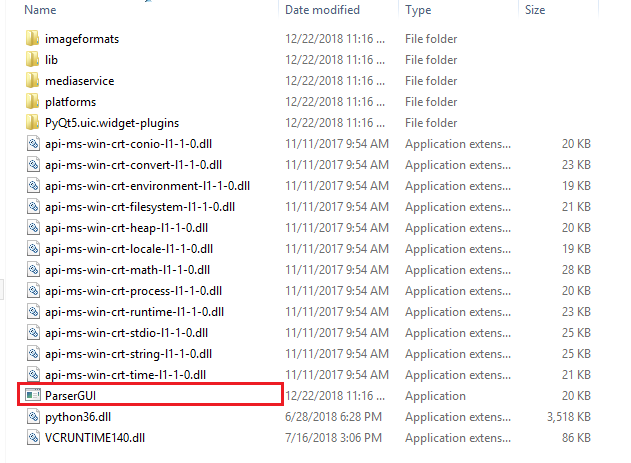 Name Date modified Type Size
imageformats 12/22/2018 11:16 ... File folder
lib 12/22/2018 11:16 ... File folder
mediaservice 12/22/2018 11:16 ... File folder
platforms 12/22/2018 11:16 ... File folder
PyQt5.uic.widget-plugins 12/22/2018 11:16 ... File folder
api-ms-win-crt-conio-l1-1-0.dll 11/11/2017 9:54 AM Application extens... 20 KB
api-ms-win-crt-convert-l1-1-0.dll 11/11/2017 9:54 AM Application extens... 23 KB
api-ms-win-crt-environment-l1-1-0.dll 11/11/2017 9:54 AM Application extens... 19 KB
api-ms-win-crt-filesystem-l1-1-0.dll 11/11/2017 9:54 AM Application extens... 21 KB
api-ms-win-crt-heap-l1-1-0.dll 11/11/2017 9:54 AM Application extens... 20 KB
api-ms-win-crt-locale-l1-1-0.dll 11/11/2017 9:54 AM Application extens... 19 KB
api-ms-win-crt-math-l1-1-0.dll 11/11/2017 9:54 AM Application extens... 28 KB
api-ms-win-crt-process-l1-1-0.dll 11/11/2017 9:54 AM Application extens... 20 KB
api-ms-win-crt-runtime-l1-1-0.dll 11/11/2017 9:54 AM Application extens... 23 KB
api-ms-win-crt-stdio-l1-1-0.dll 11/11/2017 9:54 AM Application extens... 25 KB
api-ms-win-crt-string-l1-1-0.dll 11/11/2017 9:54 AM Application extens... 25 KB
api-ms-win-crt-time-l1-1-0.dll 11/11/2017 9:54 AM Application extens... 21 KB
ParserGUI 12/22/2018 11:16 ... Application 20 KB
python36.dll 6/28/2018 6:28 PM Application extens... 3,518 KB
VCRUNTIME140.dll 7/16/2018 3:06 PM Application extens... 86 KB